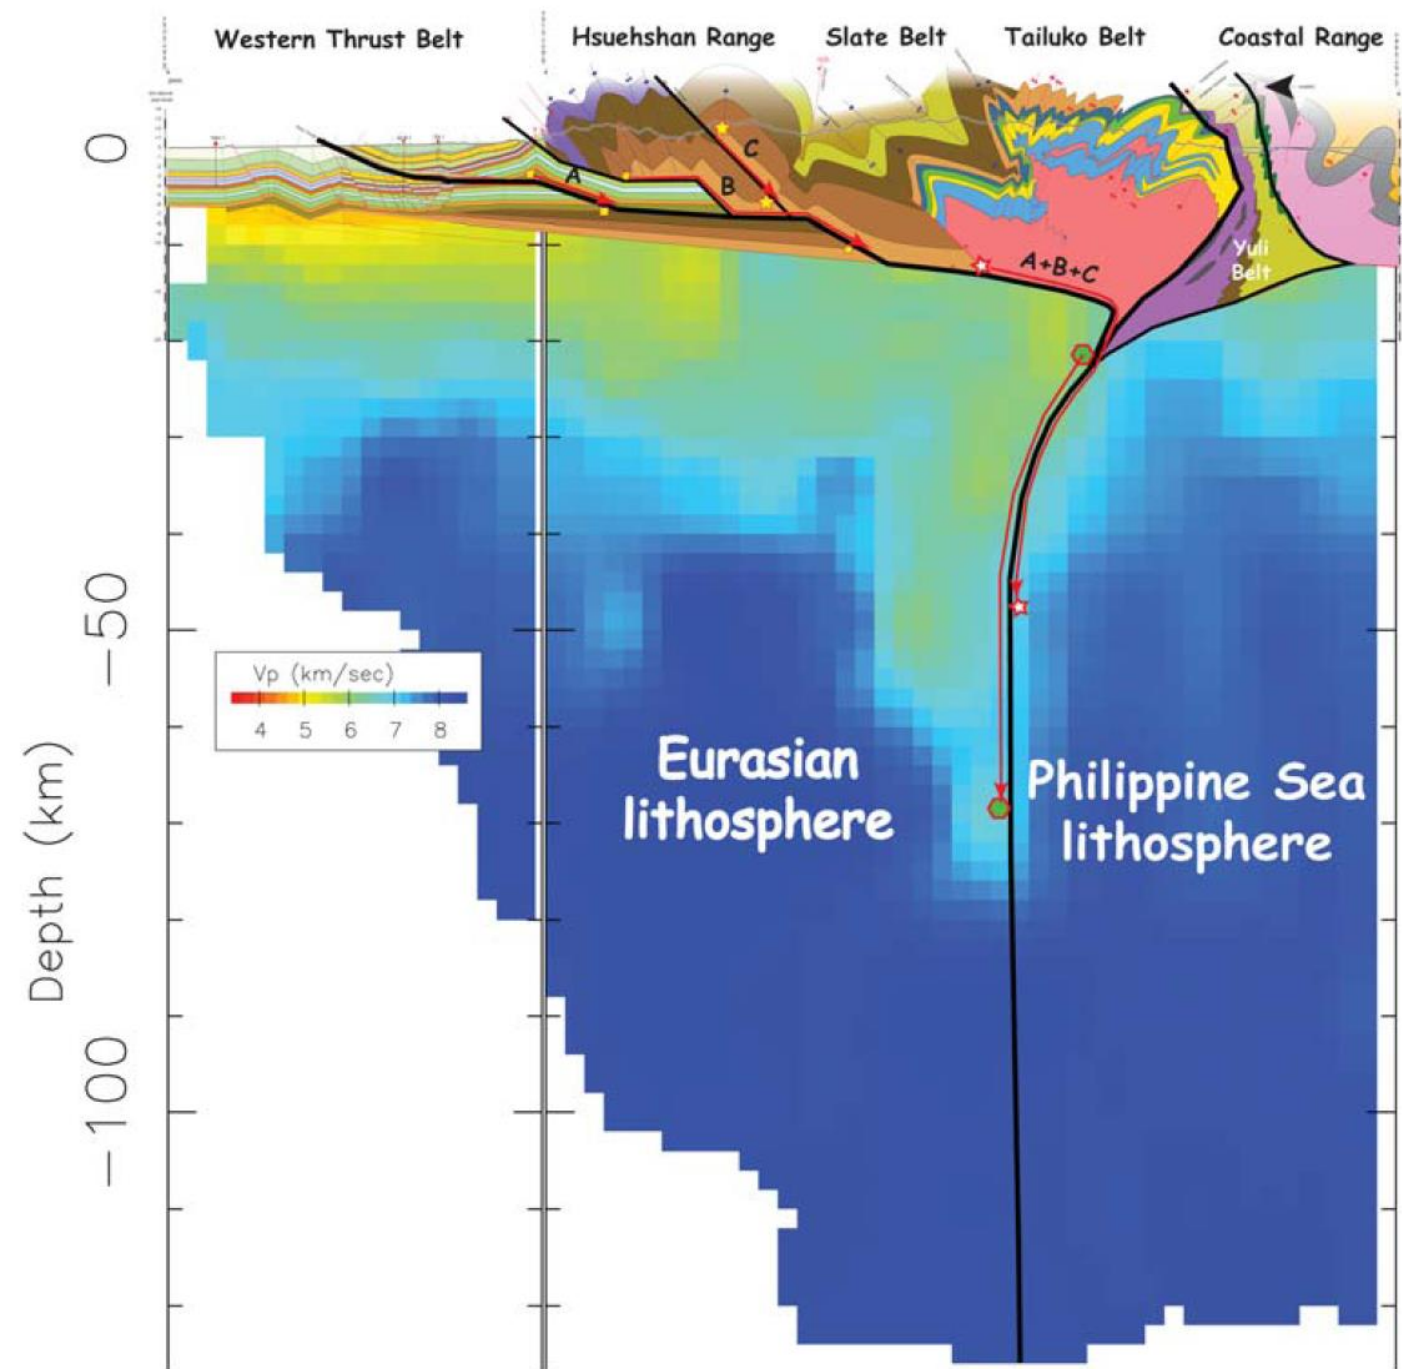 Western Thrust Belt
Hsuehshan Range
Slate Belt
Tailuko Belt
Coastal Range
0
C
A
B
Yuli
Belt
A+B+C
−50
Vp (km/sec)
4 5 6 7 8
Eurasian
lithosphere
Philippine Sea
lithosphere
Depth (km)
−100